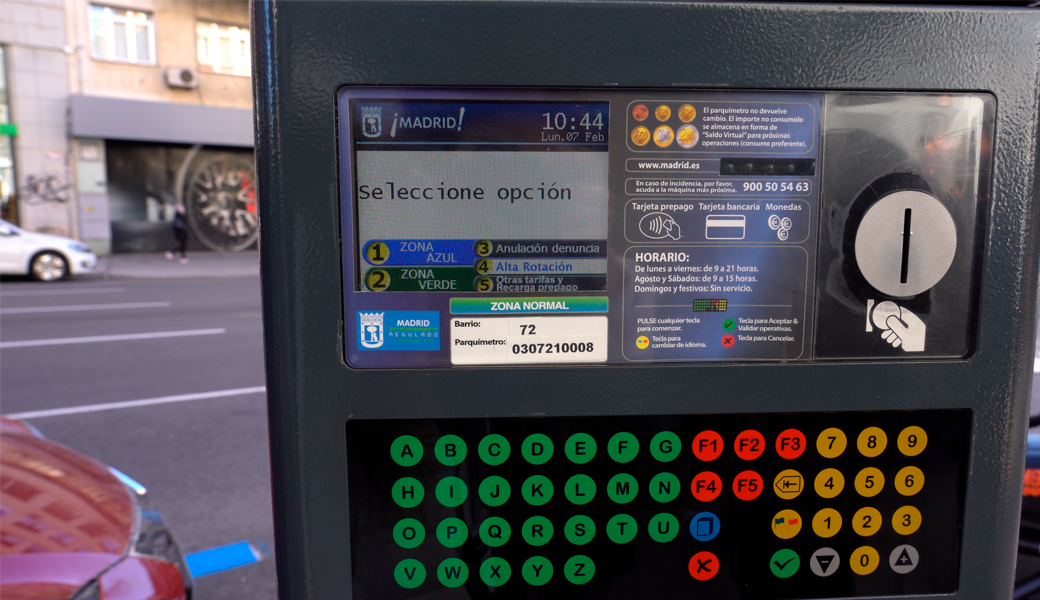 ¡MADRID!
10:44
Lun.07 Feb
Seleccione opción
1 ZONA AZUL
2 ZONA VERDE
3 Anulación denuncia
4 Alta Rotación
5 Otras tarifas y
Recarga prepago
El parquímetro no devuelve
cambio. El importe no consumido
se almacena en forma de
"Saldo Virtual" para próximas
operaciones (consumo preferente).
www.madrid.es
En caso de incidencia, por favor,
acuda a la máquina más próxima.
900 50 54 63
Tarjeta prepago Tarjeta bancaria Monedas
HORARIO:
De lunes a viernes: de 9 a 21 horas.
Agosto y Sábados: de 9 a 15 horas.
Domingos y festivos: Sin servicio.
PULSE cualquier tecla
para comenzar.
Tecla para Aceptar &
Validar operativas.
Tecla para
cambiar de idioma.
Tecla para Cancelar.
MADRID
REGULADO
ZONA NORMAL
Barrio: 72
Parquímetro: 0307210008
A B C D E F G F1 F2 F3 7 8 9
H I J K L M N F4 F5 4 5 6
O P Q R S T U 1 2 3
V W X Y Z - 0 +